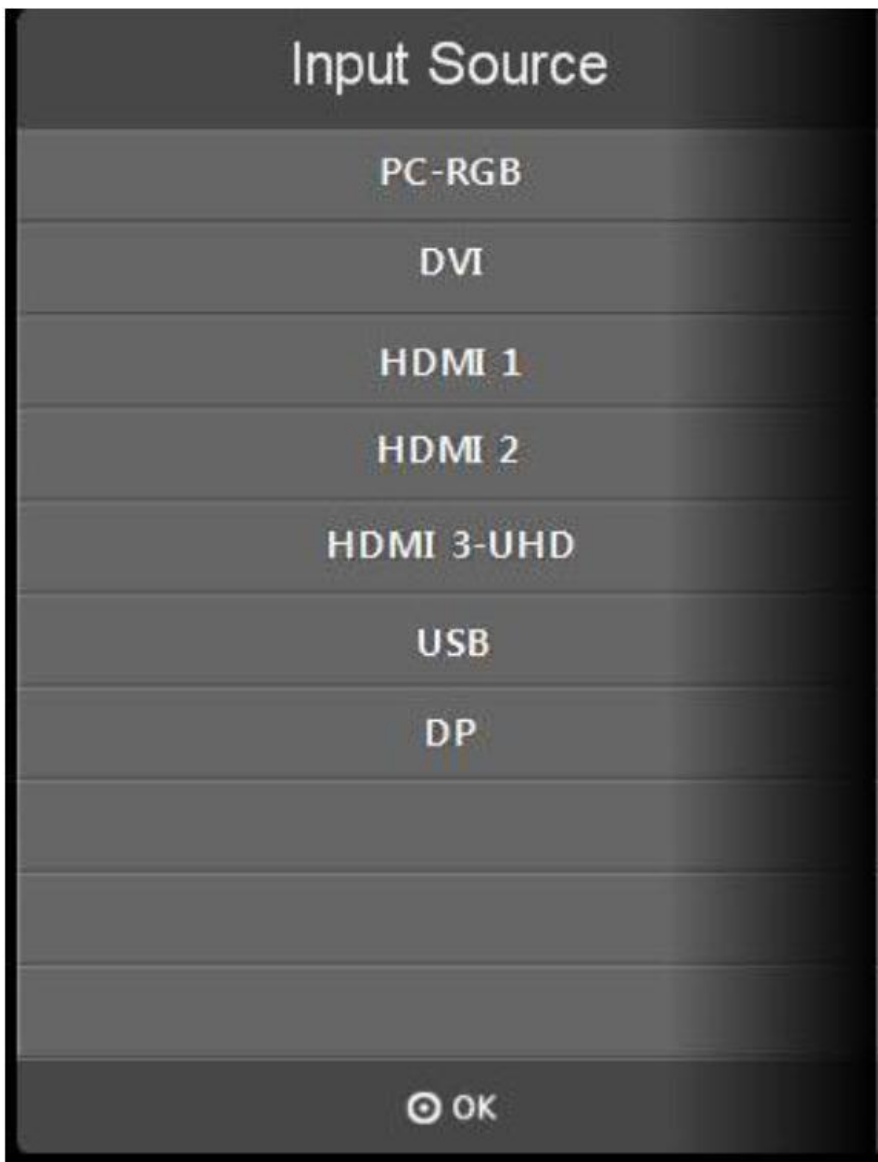 Input Source
PC-RGB
DVI
HDMI 1
HDMI 2
HDMI 3-UHD
USB
DP
OK